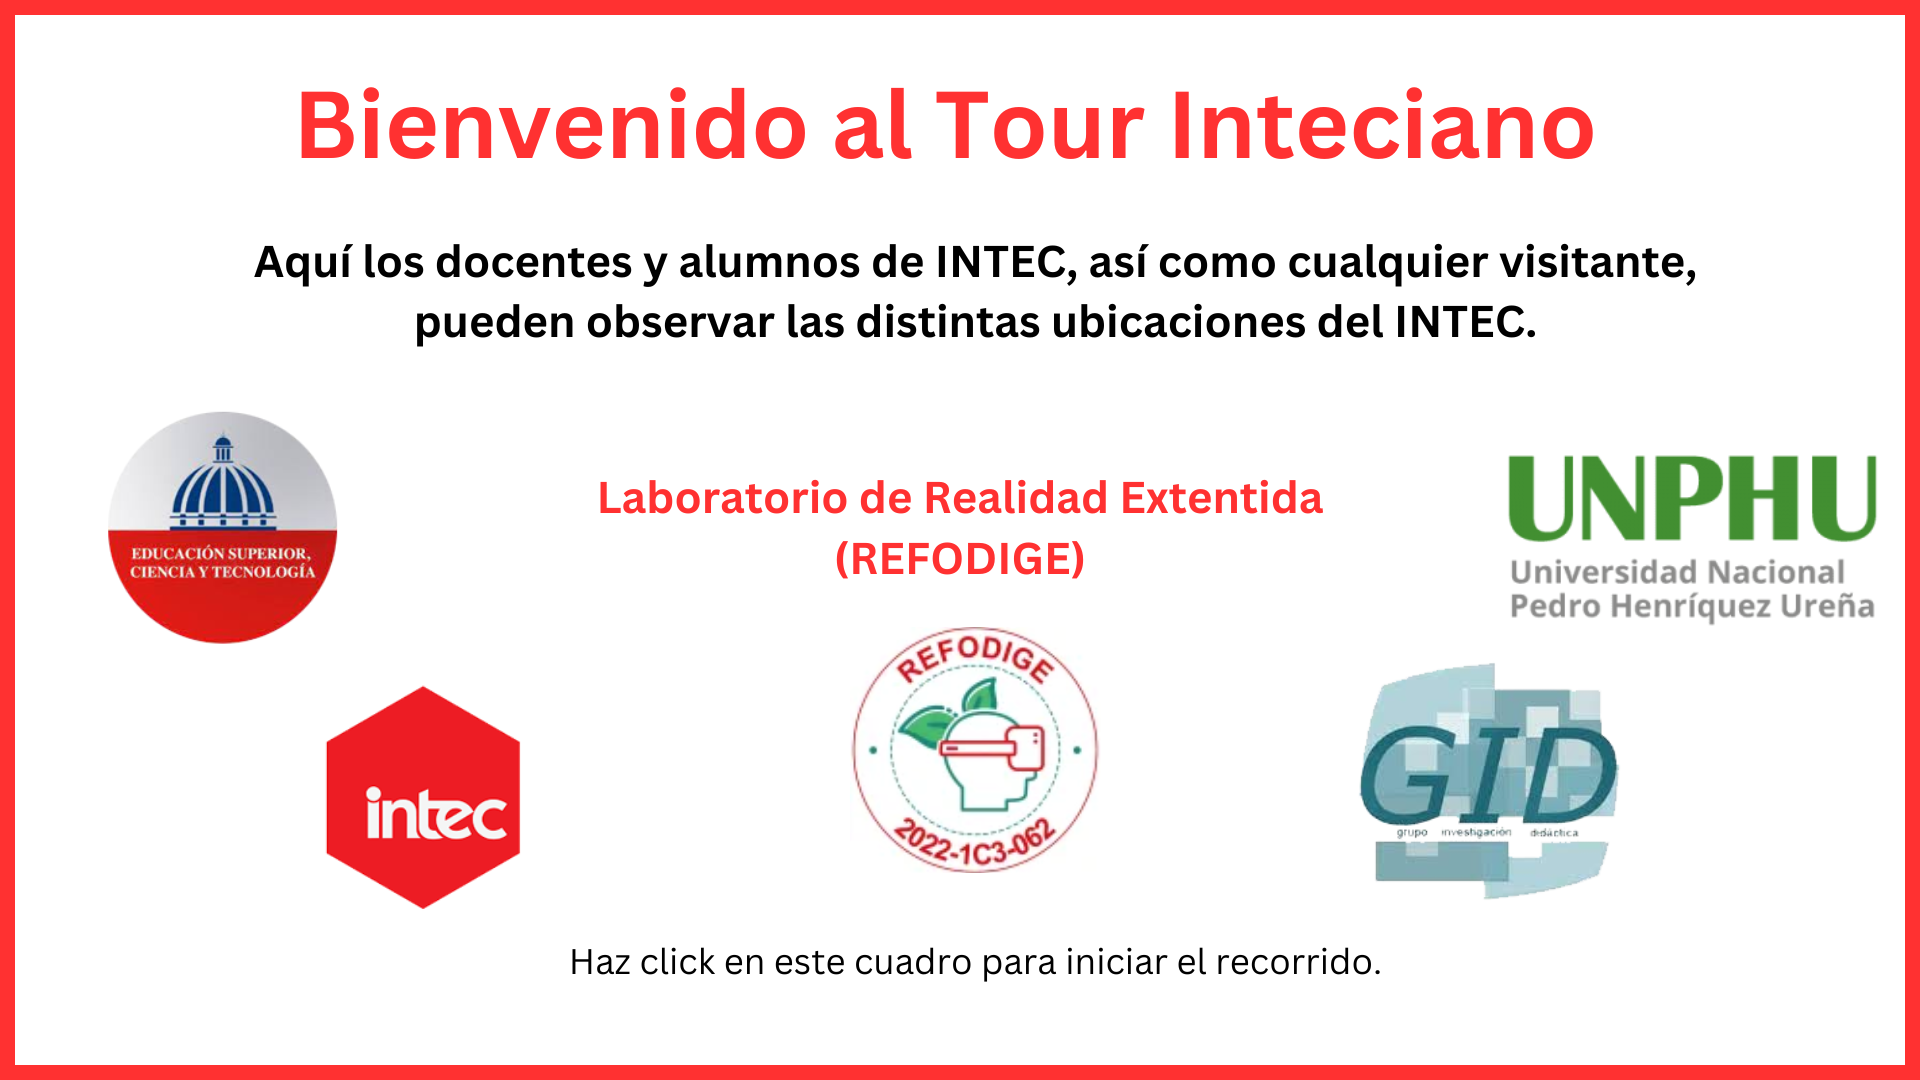 Bienvenido al Tour Inteciano
Aquí los docentes y alumnos de INTEC, así como cualquier visitante,
pueden observar las distintas ubicaciones del INTEC.
EDUCACIÓN SUPERIOR,
CIENCIA Y TECNOLOGÍA
Laboratorio de Realidad Extentida
(REFODIGE)
UNPHU
Universidad Nacional
Pedro Henríquez Ureña
intec
REFODIGE
2022-1C3-062
GID
grupo investigación didáctica
Haz click en este cuadro para iniciar el recorrido.